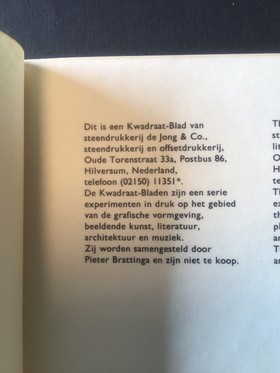 Dit is een Kwadraat-Blad van
steendrukkerij de Jong & Co.,
steendrukkerij en offsetdrukkerij,
Oude Torenstraat 33a, Postbus 86,
Hilversum, Nederland,
telefoon (02150) 11351*.
De Kwadraat-Bladen zijn een serie
experimenten in druk op het gebied
van de grafische vormgeving,
beeldende kunst, literatuur,
architektuur en muziek.
Zij worden samengesteld door
Pieter Brattinga en zijn niet te koop.